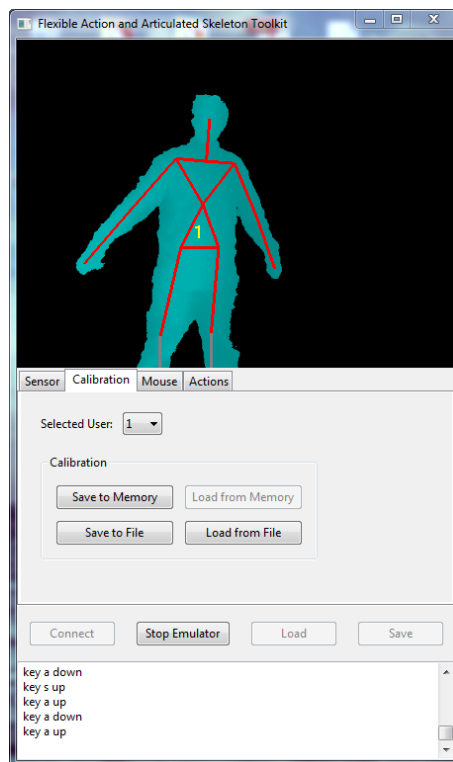 Flexible Action and Articulated Skeleton Toolkit
1
Sensor Calibration Mouse Actions
Selected User: 1
Calibration
Save to Memory Load from Memory
Save to File Load from File
Connect Stop Emulator Load Save
key a down
key s up
key a up
key a down
key a up